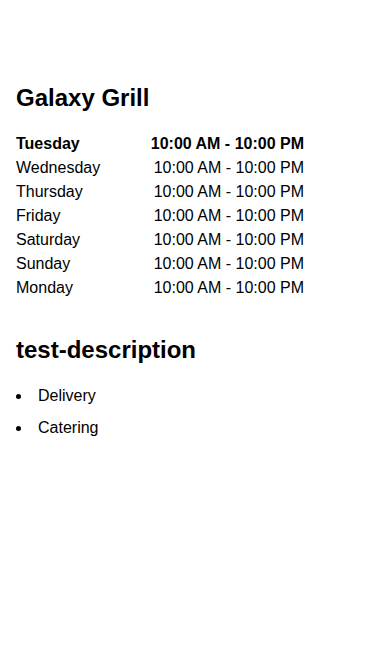 Galaxy Grill
Tuesday 10:00 AM - 10:00 PM
Wednesday 10:00 AM - 10:00 PM
Thursday 10:00 AM - 10:00 PM
Friday 10:00 AM - 10:00 PM
Saturday 10:00 AM - 10:00 PM
Sunday 10:00 AM - 10:00 PM
Monday 10:00 AM - 10:00 PM
test-description
• Delivery
• Catering